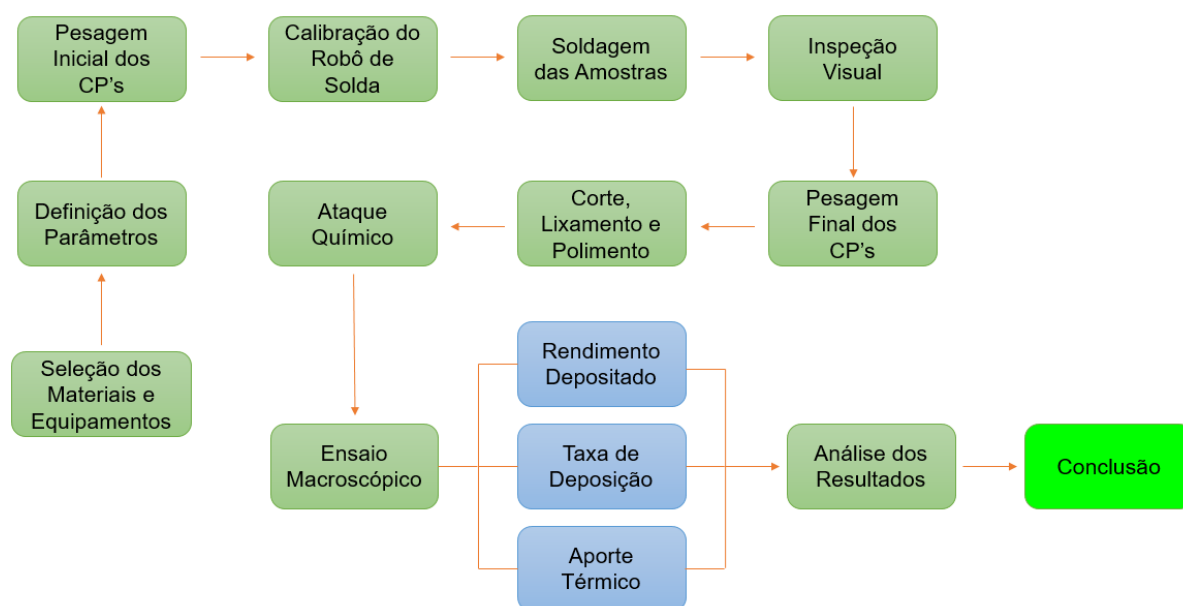 Pesagem
Inicial dos
CP's
Calibração do
Robô de
Solda
Soldagem
das Amostras
Inspeção
Visual
Definição dos
Parâmetros
Ataque
Químico
Corte,
Lixamento e
Polimento
Pesagem
Final dos
CP's
Seleção dos
Materiais e
Equipamentos
Rendimento
Depositado
Ensaio
Macroscópico
Taxa de
Deposição
Análise dos
Resultados
Conclusão
Aporte
Térmico